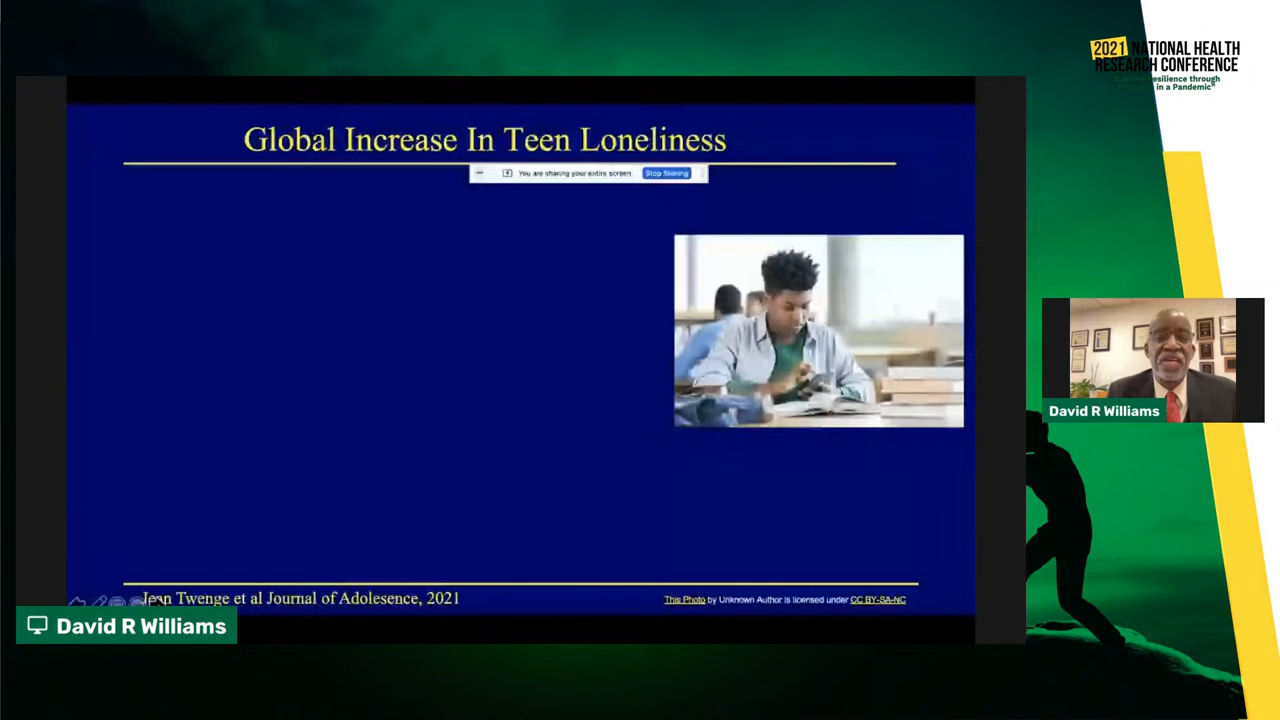 2021 NATIONAL HEALTH
RESEARCH CONFERENCE
Resilience through
in a Pandemic"
Global Increase In Teen Loneliness
You are sharing your entire screen.
Stop Sharing
David R Williams
Jean Twenge et al Journal of Adolesence, 2021
This Photo by Unknown Author is licensed under CC BY-SA-NC
David R Williams